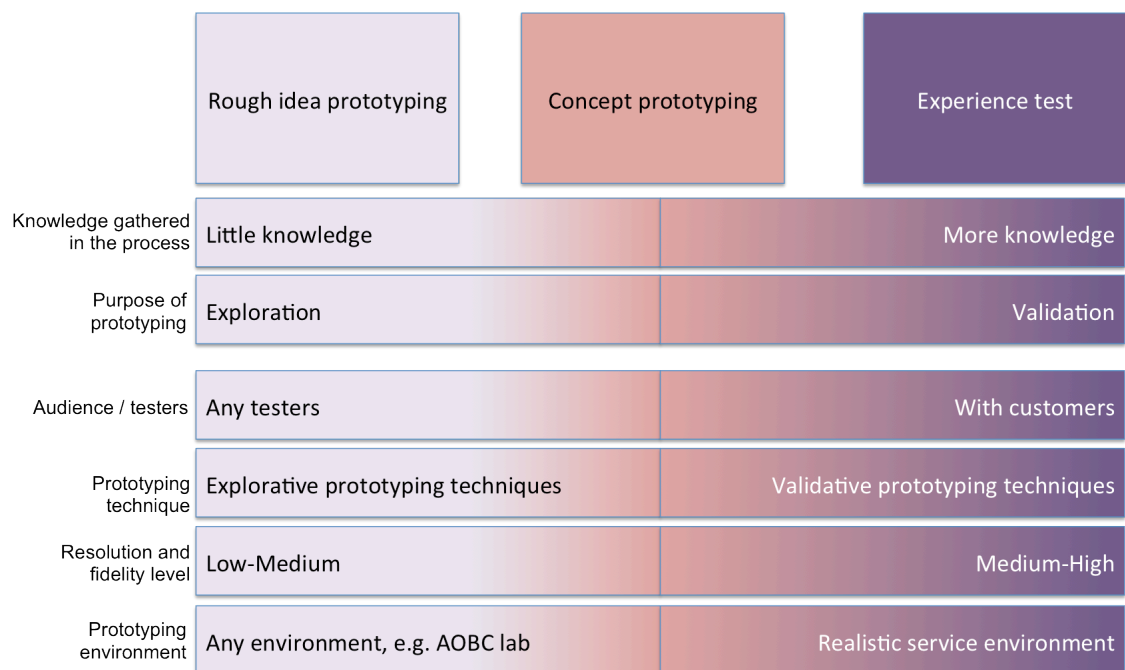 Rough idea prototyping
Concept prototyping
Experience test
Knowledge gathered
in the process
Little knowledge
More knowledge
Purpose of
prototyping
Exploration
Validation
Audience / testers
Any testers
With customers
Prototyping
technique
Explorative prototyping techniques
Validative prototyping techniques
Resolution and
fidelity level
Low-Medium
Medium-High
Prototyping
environment
Any environment, e.g. AOBC lab
Realistic service environment